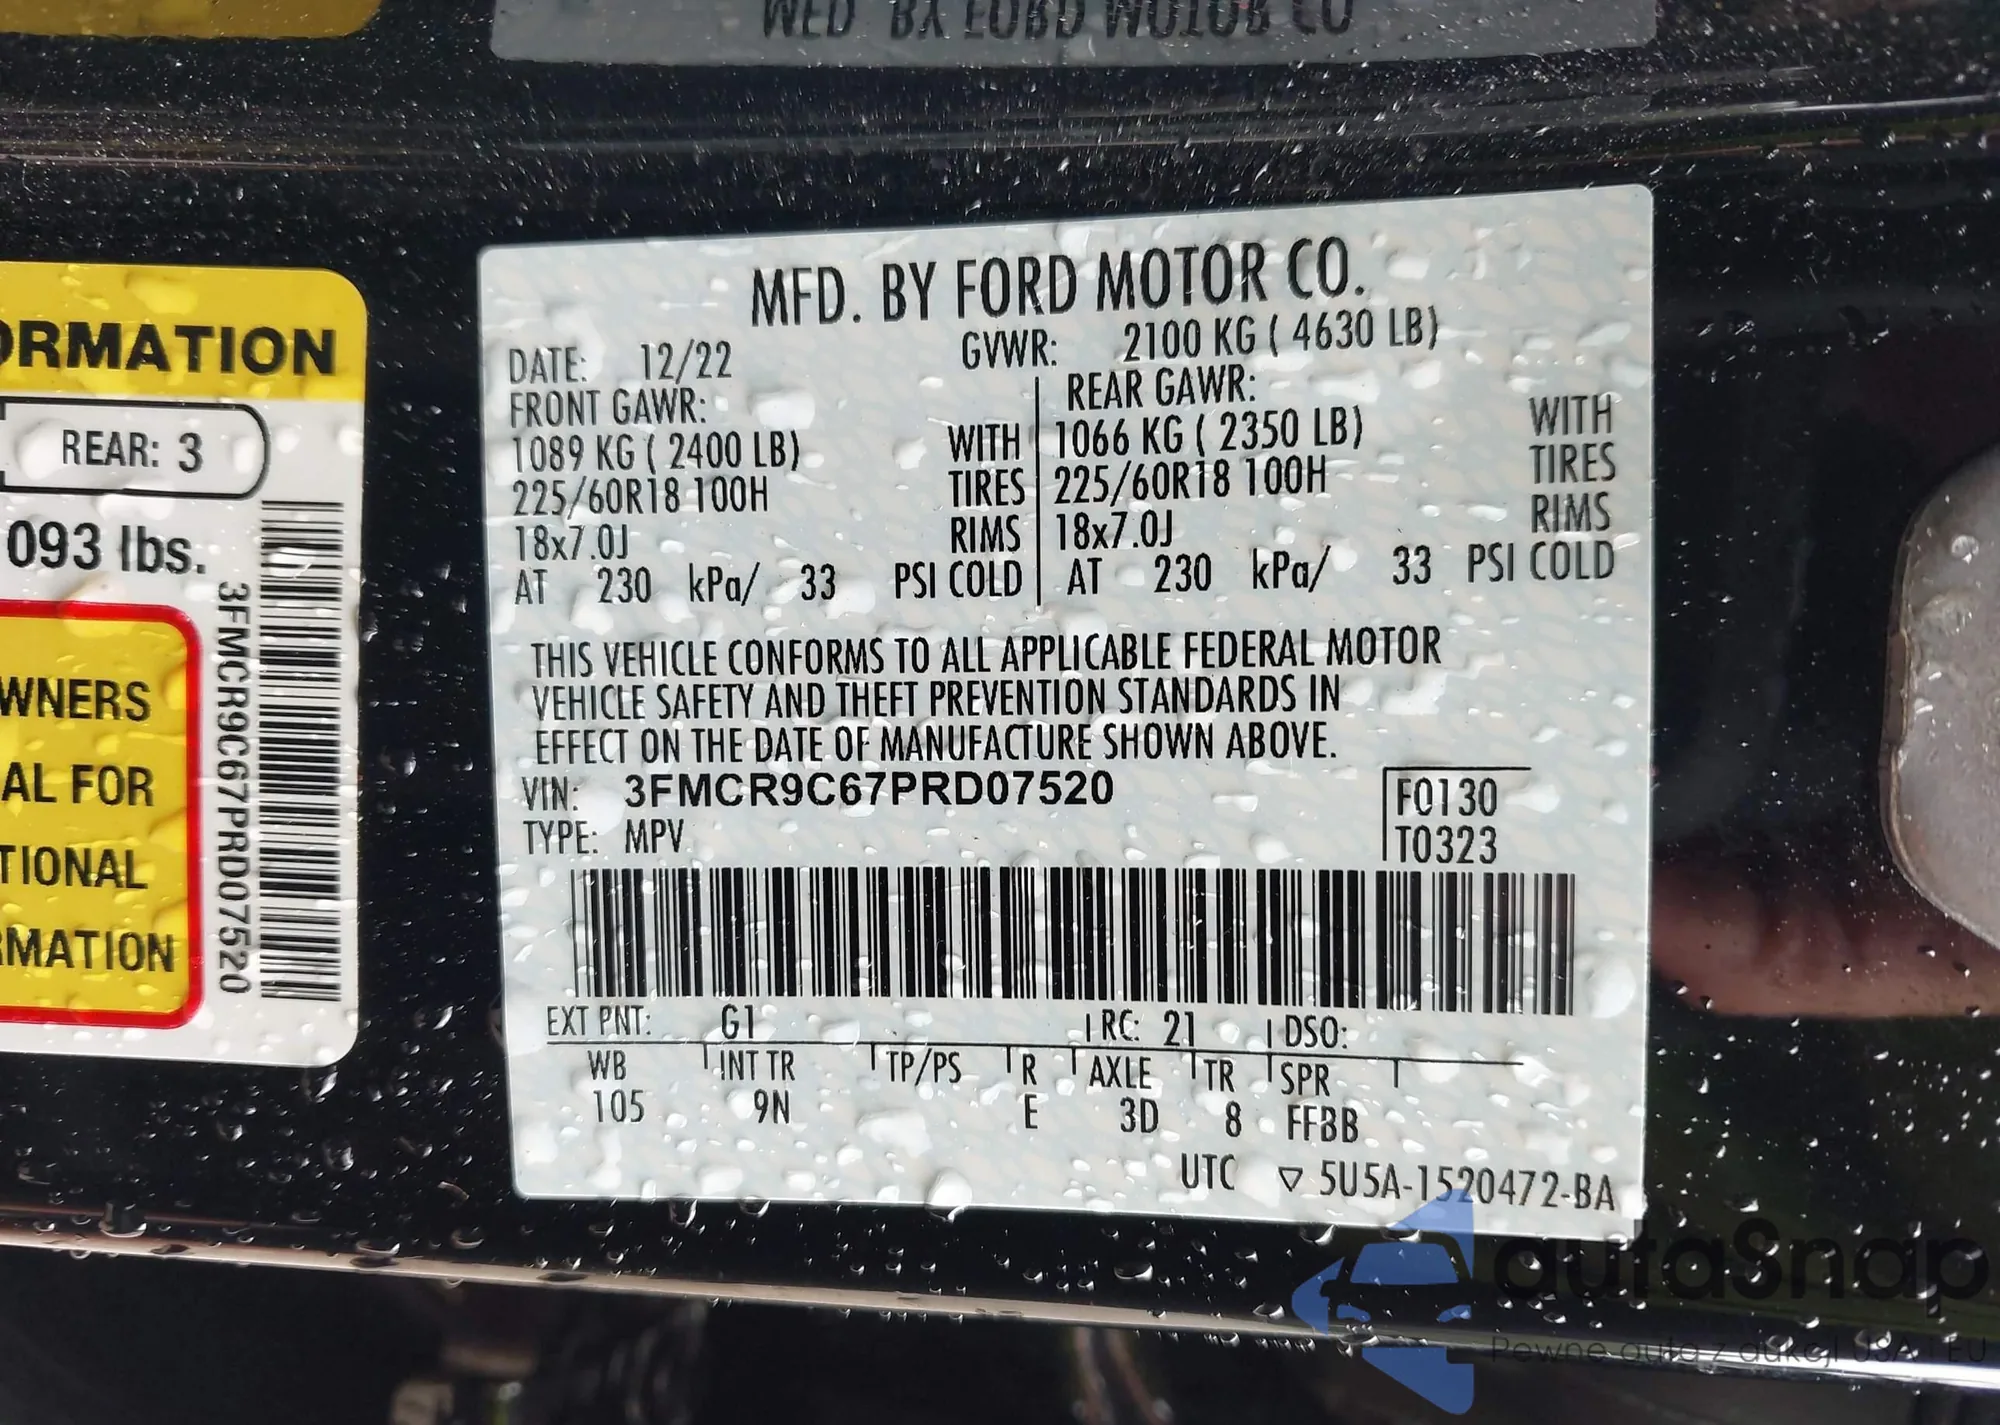 MFD. BY FORD MOTOR CO.
DATE: 12/22 GVWR: 2100 KG ( 4630 LB)
FRONT GAWR: REAR GAWR:
1089 KG ( 2400 LB) WITH 1066 KG ( 2350 LB) WITH
225/60R18 100H TIRES 225/60R18 100H TIRES
18x7.0J RIMS 18x7.0J RIMS
AT 230 kPa/ 33 PSI COLD AT 230 kPa/ 33 PSI COLD
THIS VEHICLE CONFORMS TO ALL APPLICABLE FEDERAL MOTOR
VEHICLE SAFETY AND THEFT PREVENTION STANDARDS IN
EFFECT ON THE DATE OF MANUFACTURE SHOWN ABOVE.
VIN: 3FMCR9C67PRD07520 F0130
TYPE: MPV T0323
EXT PNT: G1 RC: 21 DSO:
WB INT TR TP/PS R AXLE TR SPR
105 9N E 3D 8 FFBB
UTC ▽ 5U5A-1520472-BA
ORMATION
REAR: 3
093 lbs.
WNERS
AL FOR
TIONAL
RMATION
3FMCR9C67PRD07520
autaSnap
Pewne auta z aukcji USA i EU